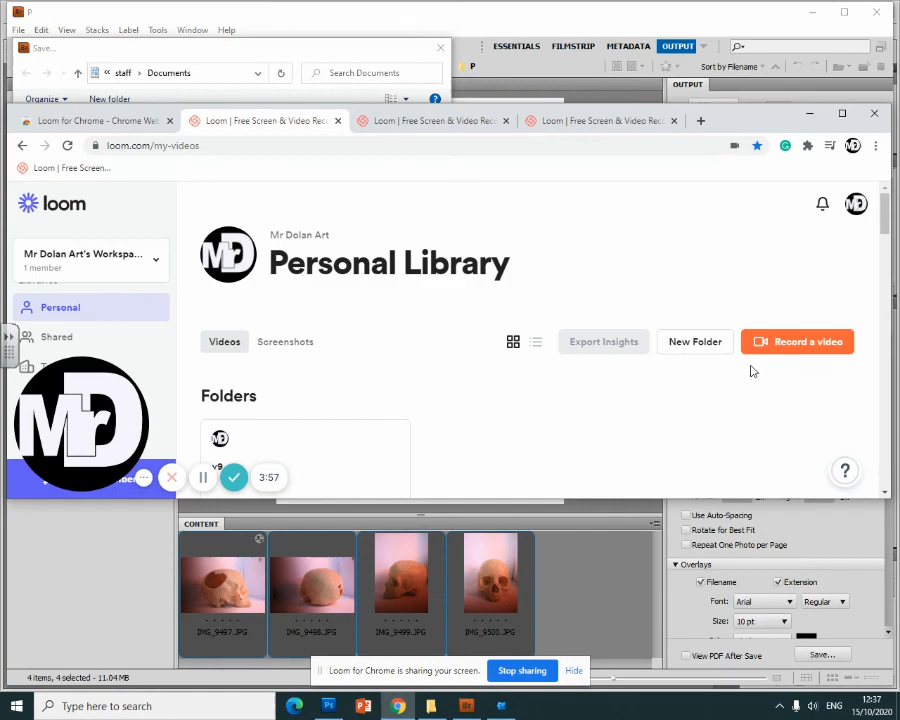 Br P
File Edit View Stacks Label Tools Window Help
Br Save...
ESSENTIALS FILMSTRIP METADATA OUTPUT
« staff › Documents
Search Documents
P
Sort by Filename
OUTPUT
Organize
New folder
Loom for Chrome - Chrome Web
Loom | Free Screen & Video Rec
Loom | Free Screen & Video Rec
Loom | Free Screen & Video Rec
loom.com/my-videos
Loom | Free Screen...
loom
Mr Dolan Art's Workspa...
1 member
Mr Dolan Art
Personal Library
Personal
Shared
Videos
Screenshots
Export Insights
New Folder
Record a video
Folders
MrD
v9
3:57
?
CONTENT
Use Auto-Spacing
Rotate for Best Fit
Repeat One Photo per Page
Overlays
Filename
Extension
Font: Arial Regular
Size: 10 pt
IMG_9497.JPG
IMG_9498.JPG
IMG_9499.JPG
IMG_9500.JPG
View PDF After Save
Save...
4 items, 4 selected - 11.04 MB
Loom for Chrome is sharing your screen.
Stop sharing
Hide
Type here to search
Ps
Br
ENG
12:37
15/10/2020